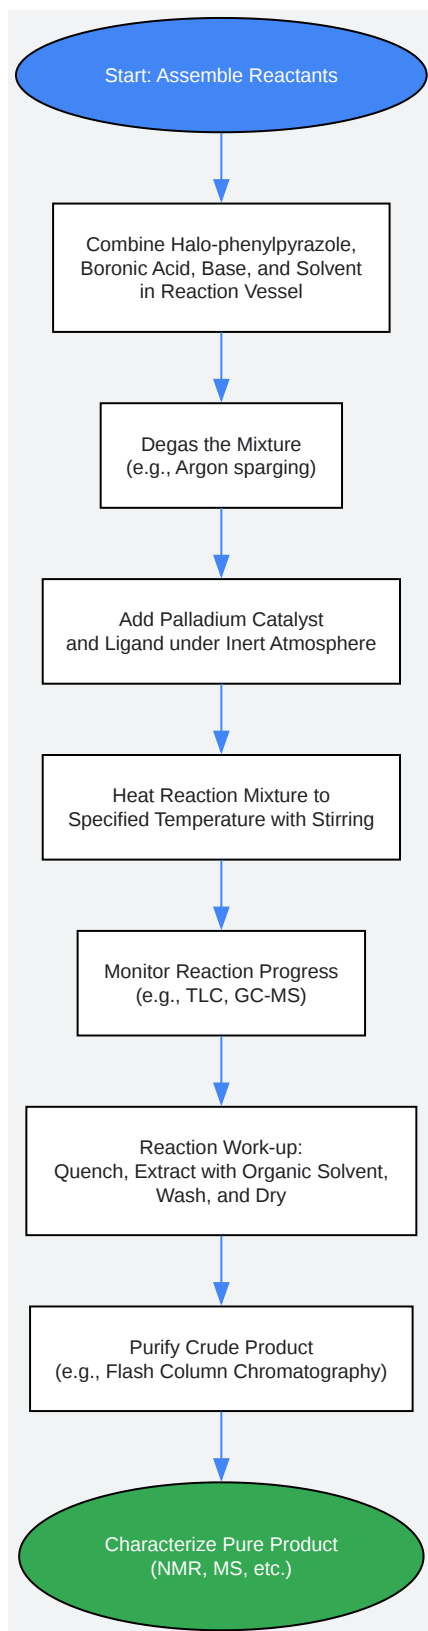 Start: Assemble Reactants
Combine Halo-phenylpyrazole,
Boronic Acid, Base, and Solvent
in Reaction Vessel
Degas the Mixture
(e.g., Argon sparging)
Add Palladium Catalyst
and Ligand under Inert Atmosphere
Heat Reaction Mixture to
Specified Temperature with Stirring
Monitor Reaction Progress
(e.g., TLC, GC-MS)
Reaction Work-up:
Quench, Extract with Organic Solvent,
Wash, and Dry
Purify Crude Product
(e.g., Flash Column Chromatography)
Characterize Pure Product
(NMR, MS, etc.)